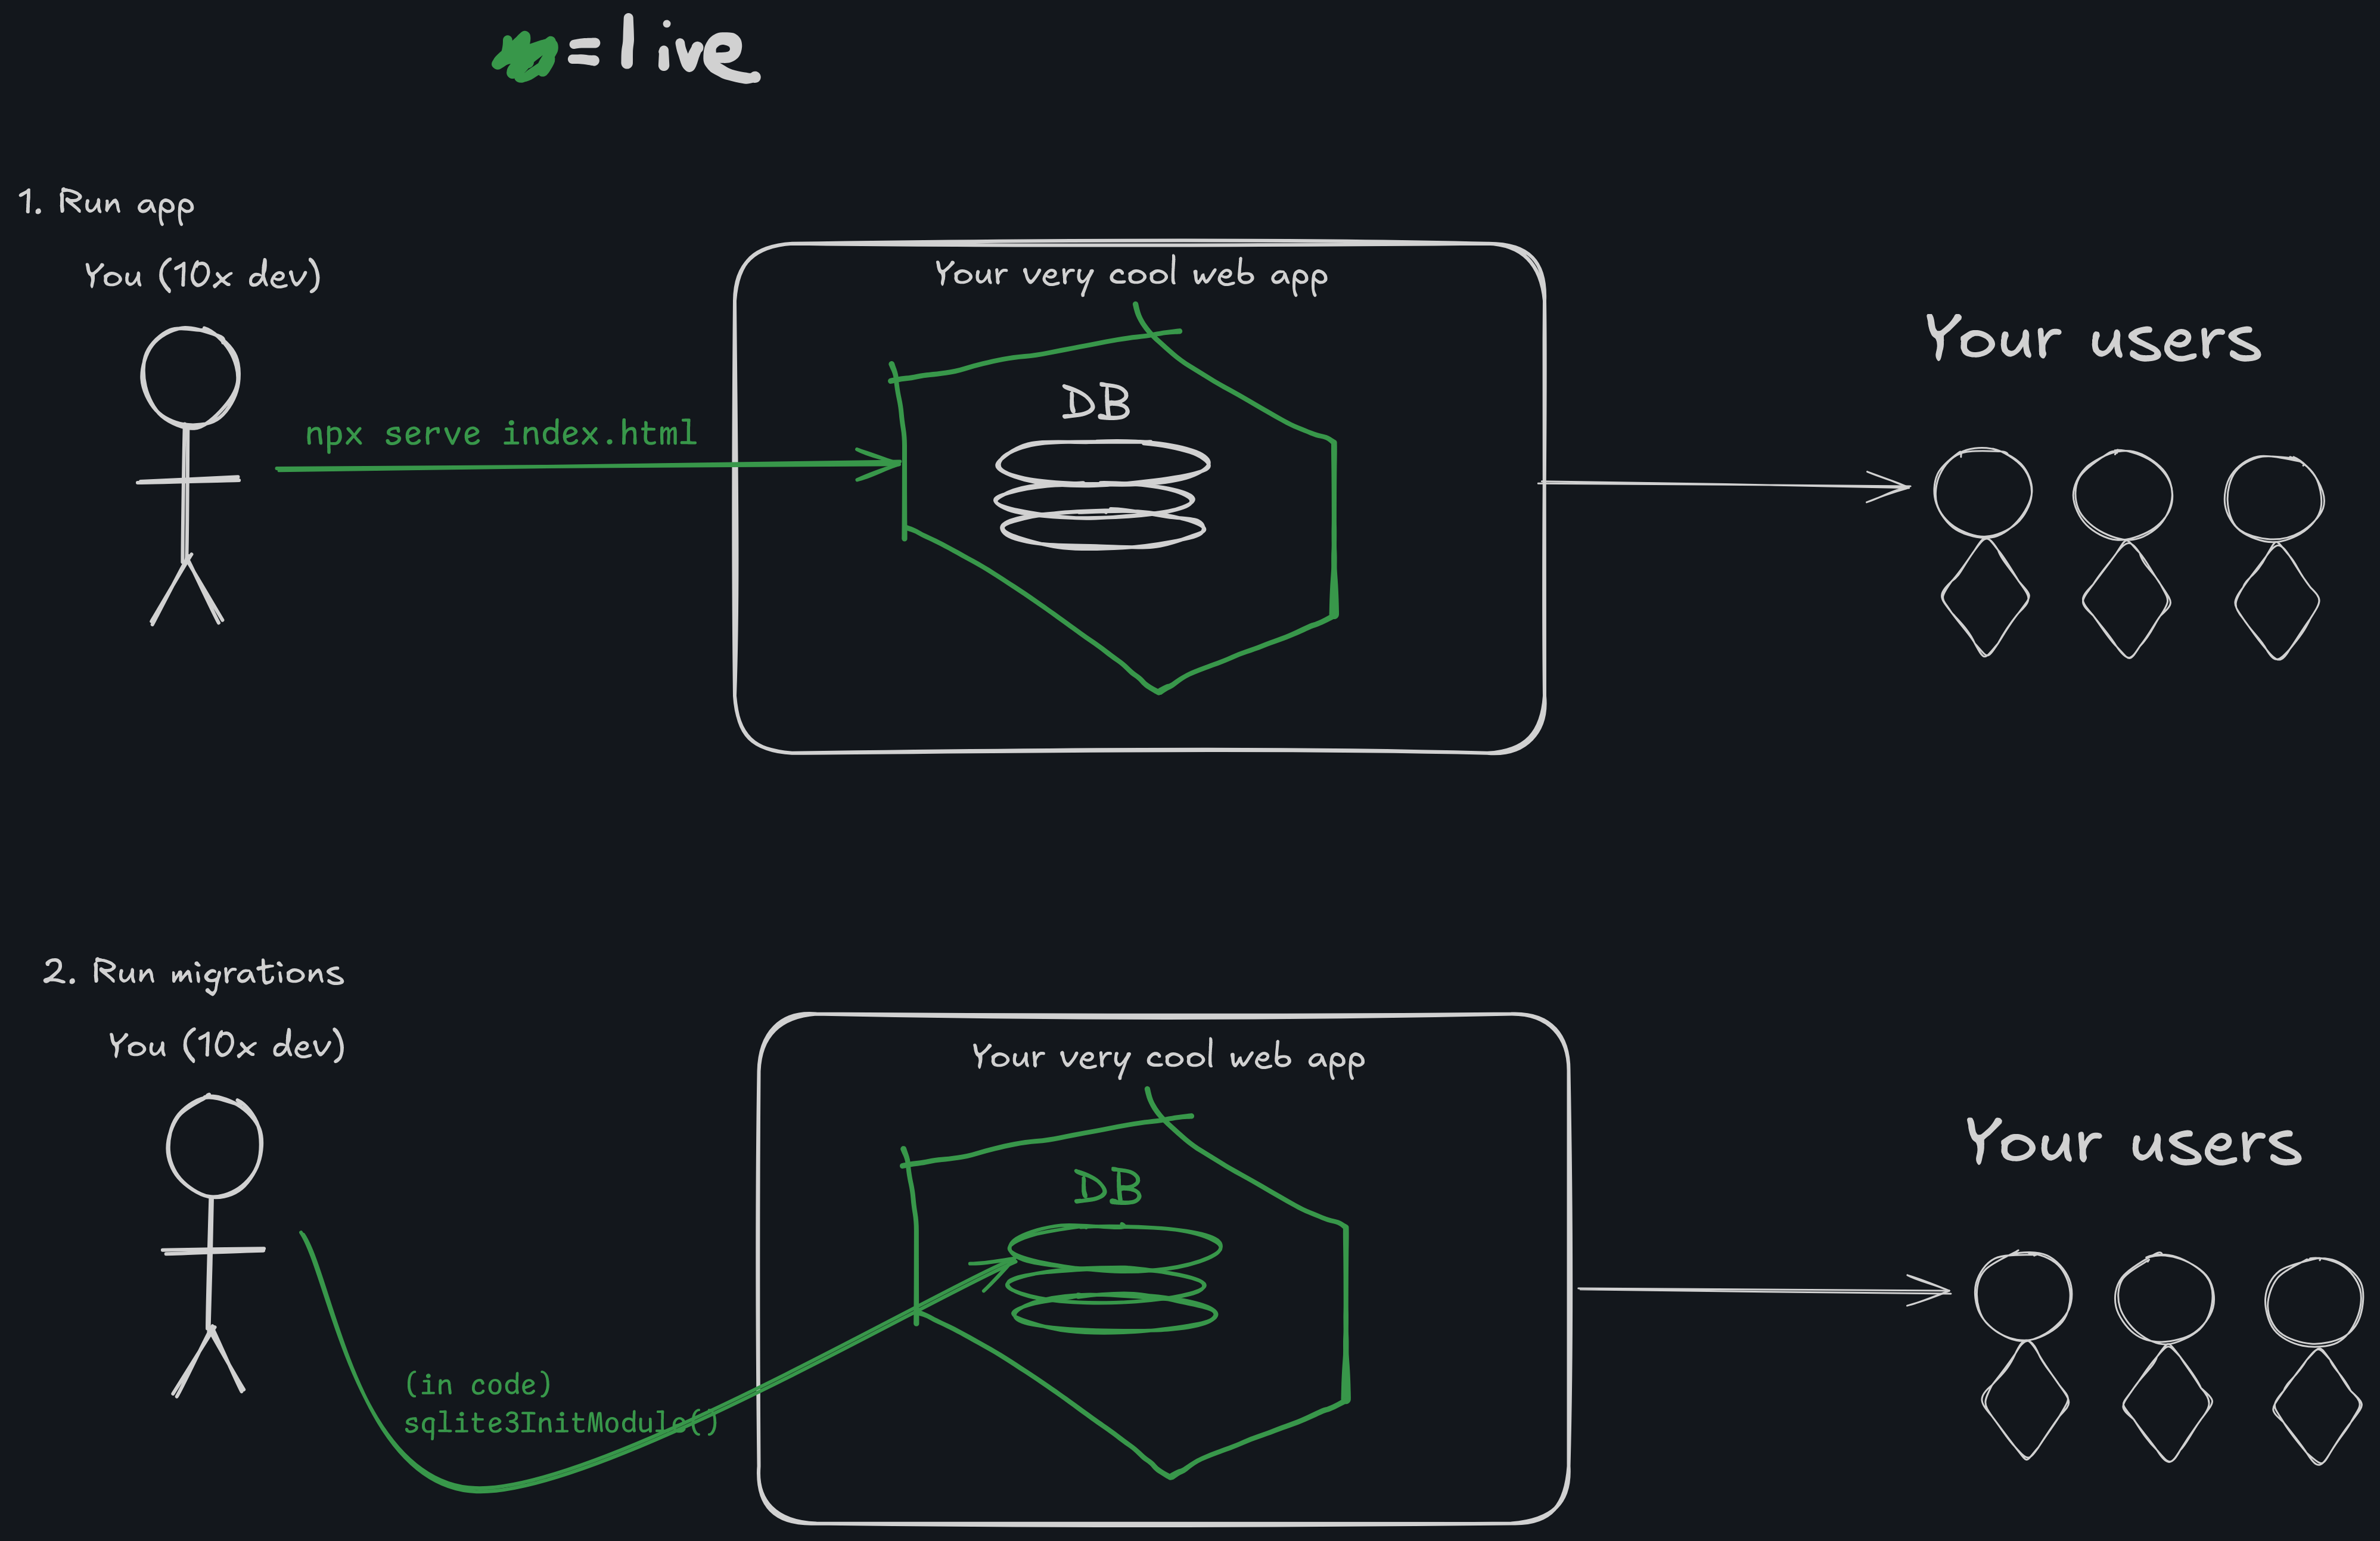 = live
1. Run app
You (10x dev)
Your very cool web app
Your users
DB
npx serve index.html
2. Run migrations
You (10x dev)
Your very cool web app
Your users
DB
(in code)
sqlite3InitModule()